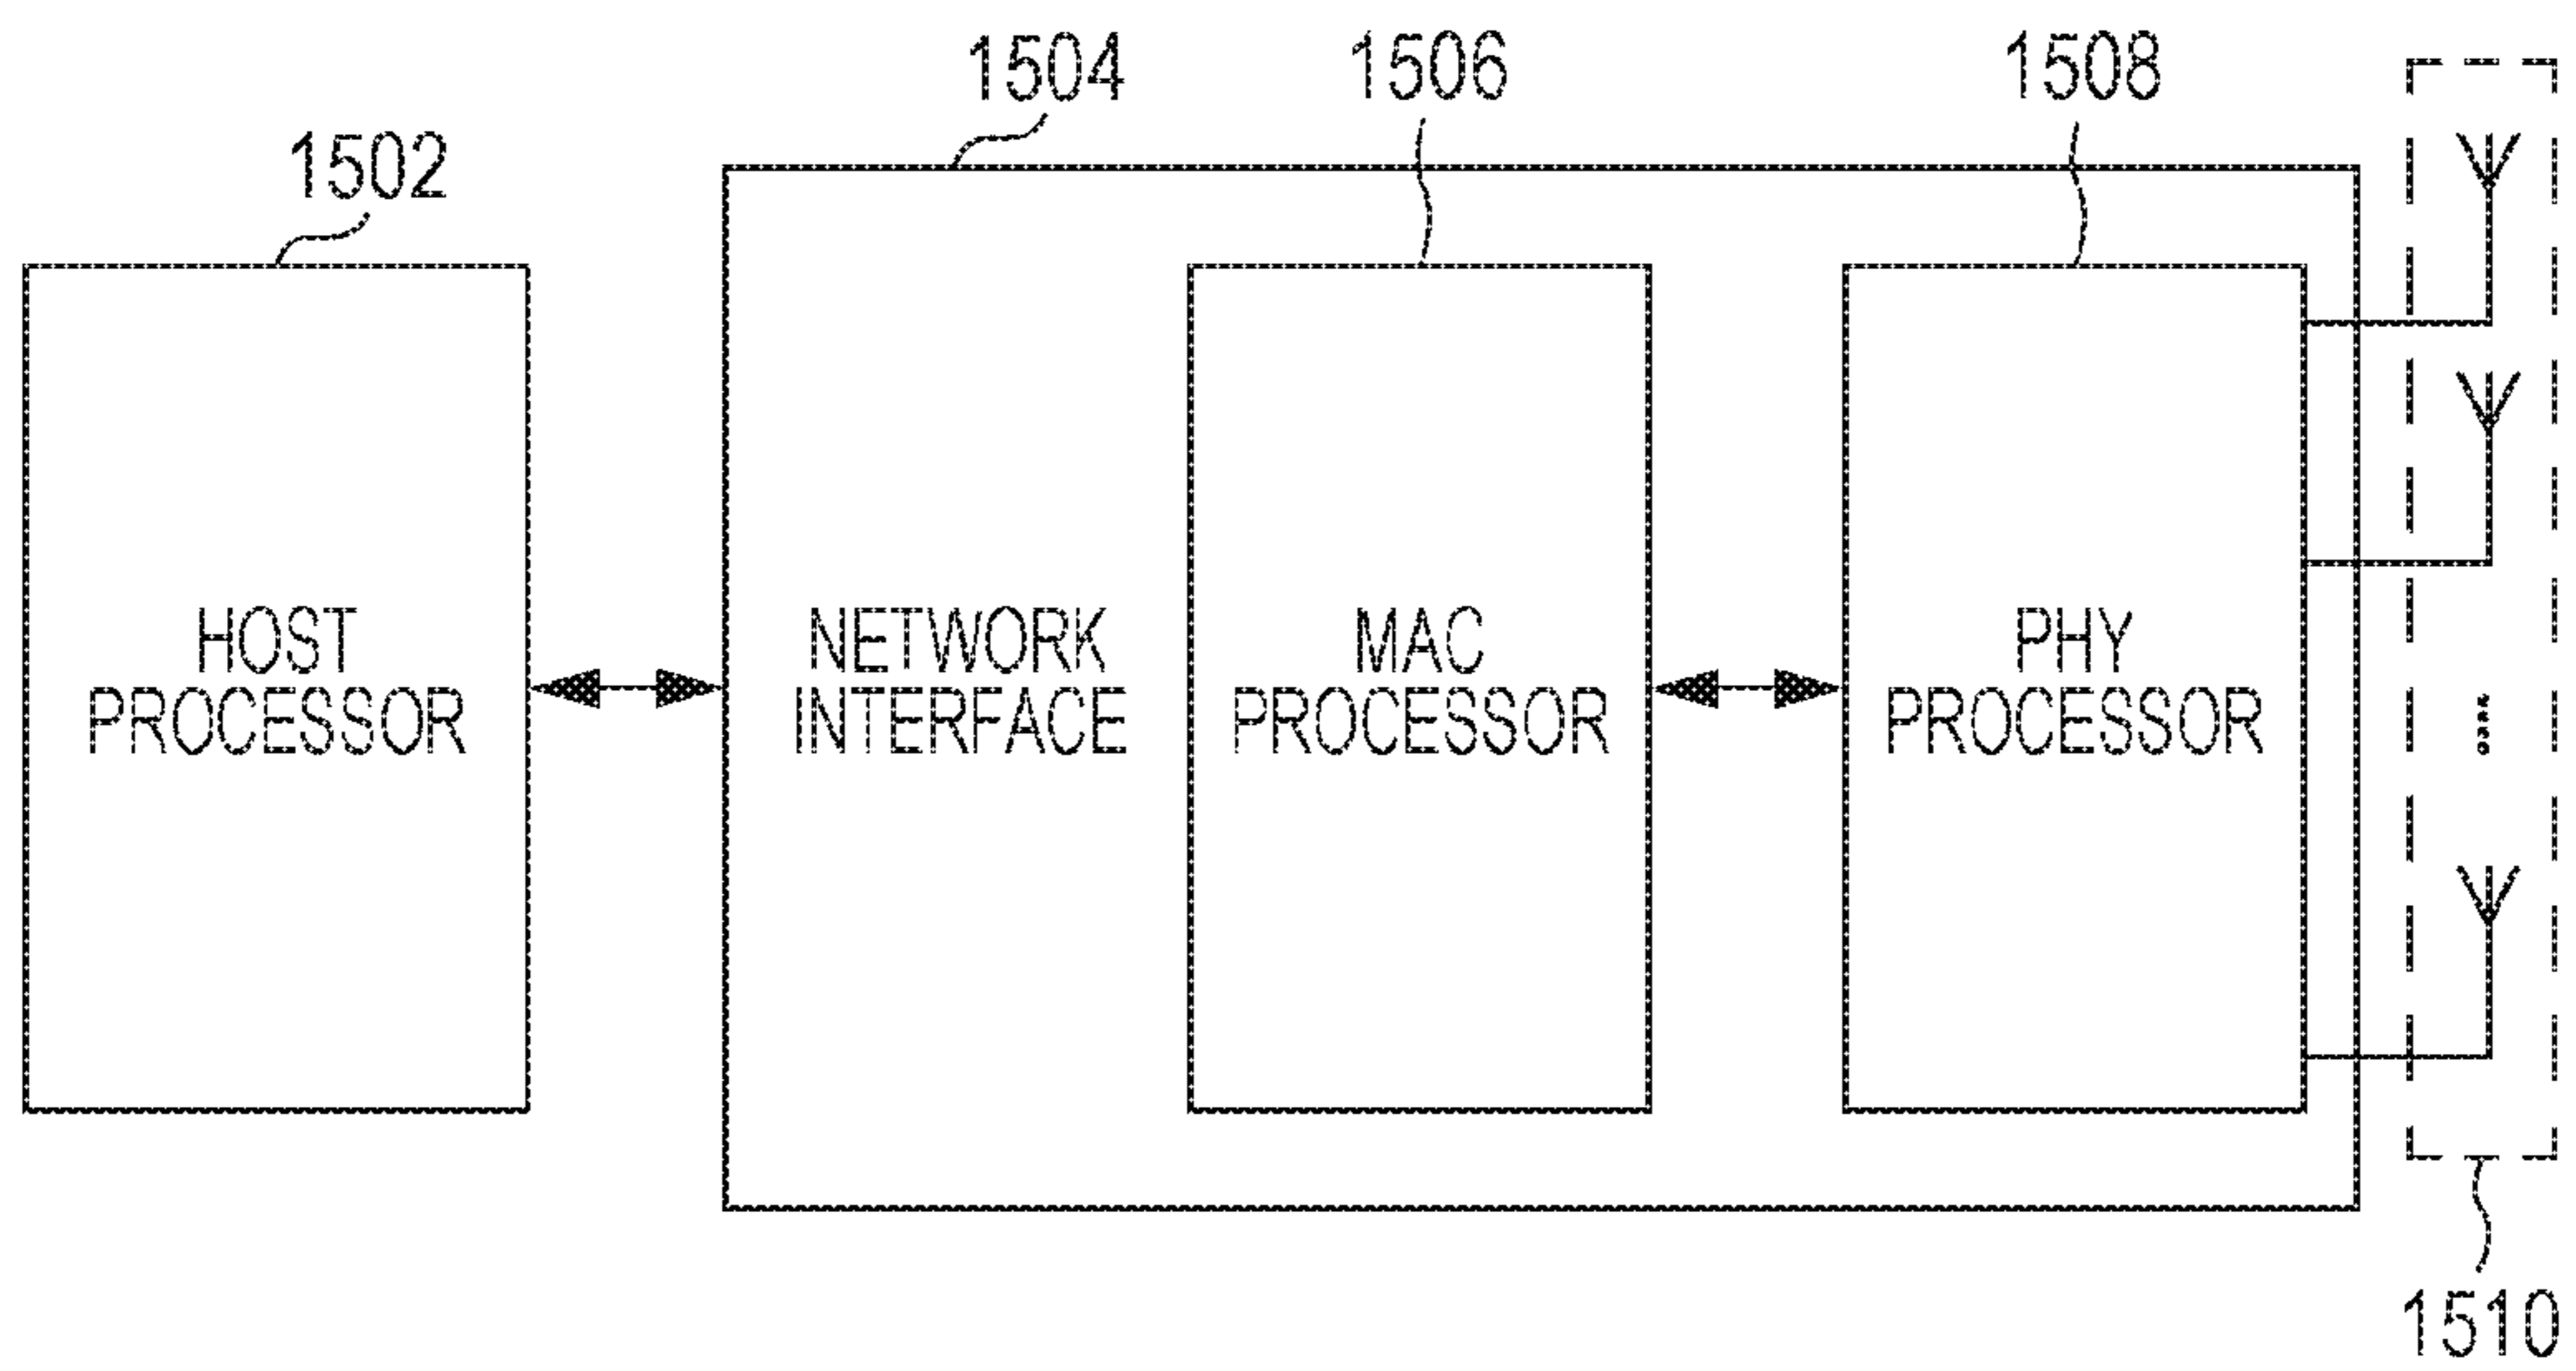 1504
1506
1508
1502
HOST
PROCESSOR
NETWORK
INTERFACE
MAC
PROCESSOR
PHY
PROCESSOR
1510